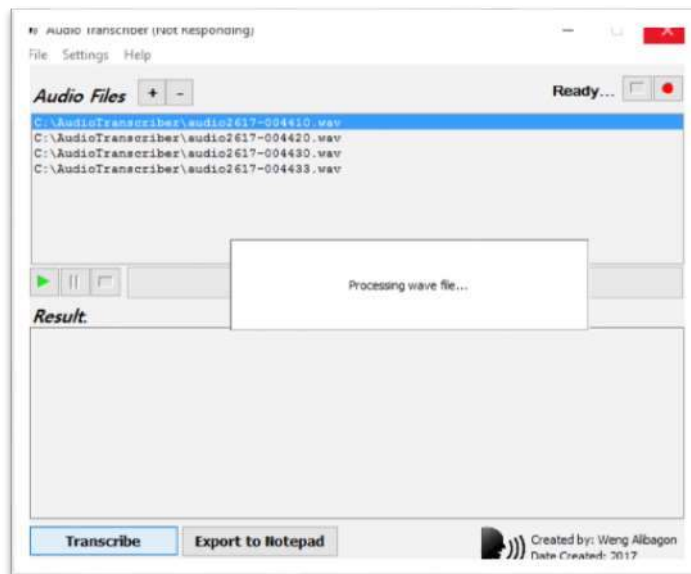 Audio Transcriber (Not Responding)
File Settings Help
Audio Files + -
Ready...
C:\AudioTranscriber\audio2617-004410.wav
C:\AudioTranscriber\audio2617-004420.wav
C:\AudioTranscriber\audio2617-004430.wav
C:\AudioTranscriber\audio2617-004433.wav
Processing wave file...
Result.
Transcribe
Export to Notepad
Created by: Weng Alibagon
Date Created: 2017